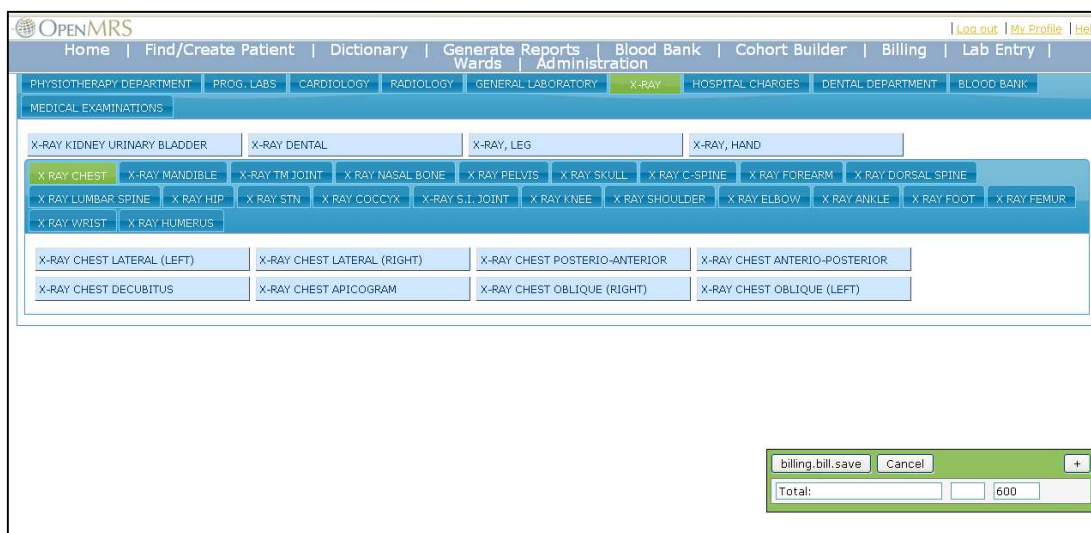 OPENMRS
Log out | My Profile | Hel
Home | Find/Create Patient | Dictionary | Generate Reports | Blood Bank | Cohort Builder | Billing | Lab Entry |
Wards | Administration
PHYSIOTHERAPY DEPARTMENT PROG. LABS CARDIOLOGY RADIOLOGY GENERAL LABORATORY X-RAY HOSPITAL CHARGES DENTAL DEPARTMENT BLOOD BANK
MEDICAL EXAMINATIONS
X-RAY KIDNEY URINARY BLADDER X-RAY DENTAL X-RAY, LEG X-RAY, HAND
X RAY CHEST X-RAY MANDIBLE X-RAY TM JOINT X RAY NASAL BONE X RAY PELVIS X RAY SKULL X RAY C-SPINE X RAY FOREARM X RAY DORSAL SPINE
X RAY LUMBAR SPINE X RAY HIP X RAY STN X RAY COCCYX X-RAY S.I. JOINT X RAY KNEE X RAY SHOULDER X RAY ELBOW X RAY ANKLE X RAY FOOT X RAY FEMUR
X RAY WRIST X RAY HUMERUS
X-RAY CHEST LATERAL (LEFT) X-RAY CHEST LATERAL (RIGHT) X-RAY CHEST POSTERIO-ANTERIOR X-RAY CHEST ANTERIO-POSTERIOR
X-RAY CHEST DECUBITUS X-RAY CHEST APICOGRAM X-RAY CHEST OBLIQUE (RIGHT) X-RAY CHEST OBLIQUE (LEFT)
billing.bill.save Cancel +
Total: 600